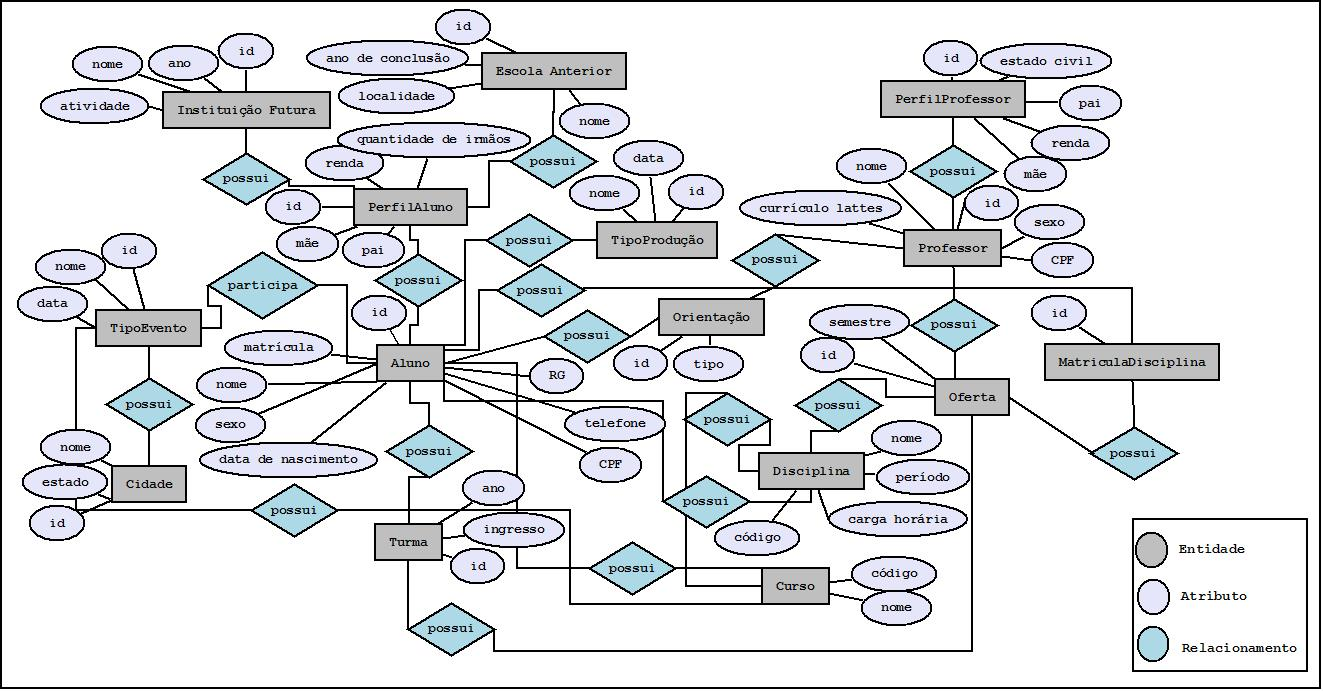 id
ano de conclusão
Escola Anterior
localidade
nome
nome
ano
id
atividade
Instituição Futura
possui
quantidade de irmãos
renda
possui
id
PerfilAluno
mãe
pai
possui
data
nome
id
TipoProdução
possui
possui
id
estado civil
PerfilProfessor
pai
renda
mãe
possui
nome
id
currículo lattes
sexo
Professor
CPF
possui
id
nome
data
TipoEvento
participa
possui
nome
estado
Cidade
id
possui
id
matrícula
Aluno
nome
sexo
data de nascimento
RG
telefone
CPF
possui
possui
Orientação
id
tipo
semestre
possui
id
Oferta
id
MatriculaDisciplina
possui
possui
possui
nome
Disciplina
período
possui
carga horária
código
ano
ingresso
Turma
id
possui
possui
Curso
código
nome
Entidade
Atributo
Relacionamento